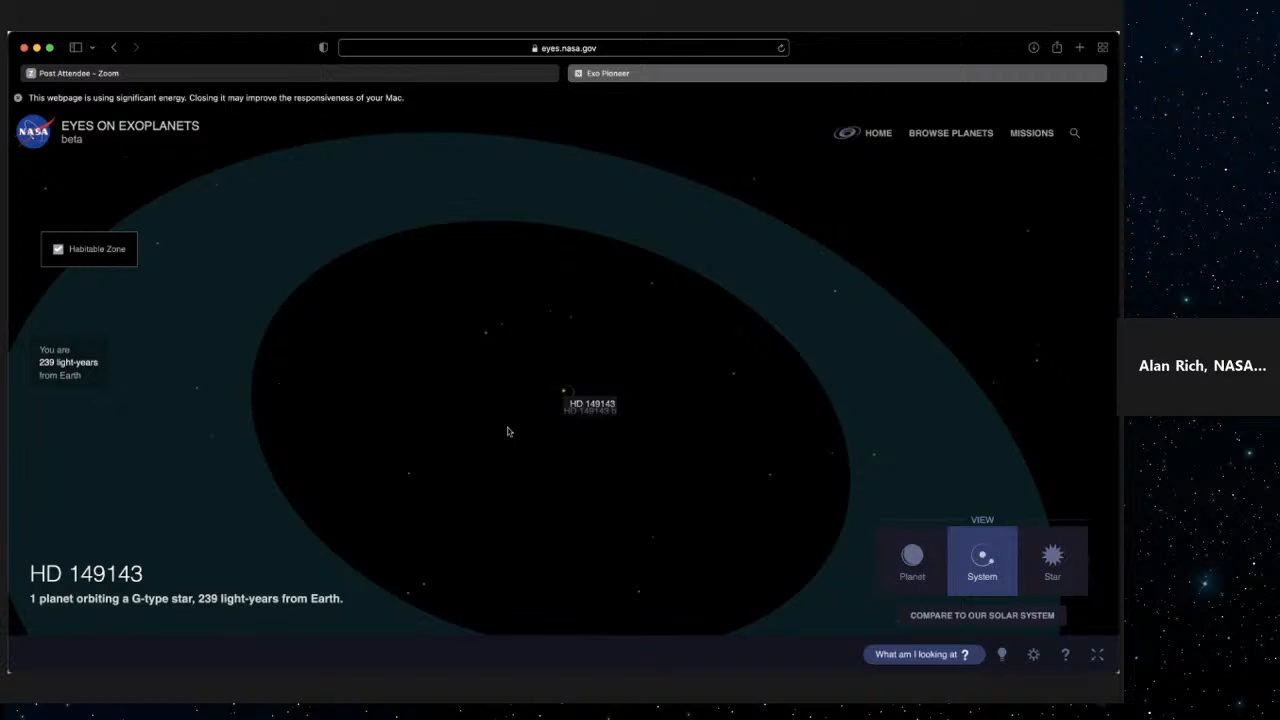 eyes.nasa.gov
Post Attendee - Zoom
Exo Pioneer
This webpage is using significant energy. Closing it may improve the responsiveness of your Mac.
NASA
EYES ON EXOPLANETS
beta
HOME
BROWSE PLANETS
MISSIONS
Habitable Zone
You are
239 light-years
from Earth
Alan Rich, NASA...
HD 149143
HD 149143 b
VIEW
Planet
System
Star
HD 149143
1 planet orbiting a G-type star, 239 light-years from Earth.
COMPARE TO OUR SOLAR SYSTEM
What am I looking at ?
?